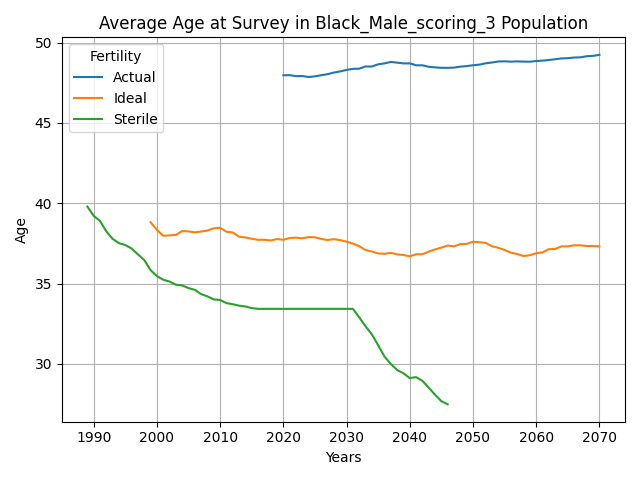 Average Age at Survey in Black_Male_scoring_3 Population
Fertility
Actual
Ideal
Sterile
50
45
40
35
30
Age
1990 2000 2010 2020 2030 2040 2050 2060 2070
Years